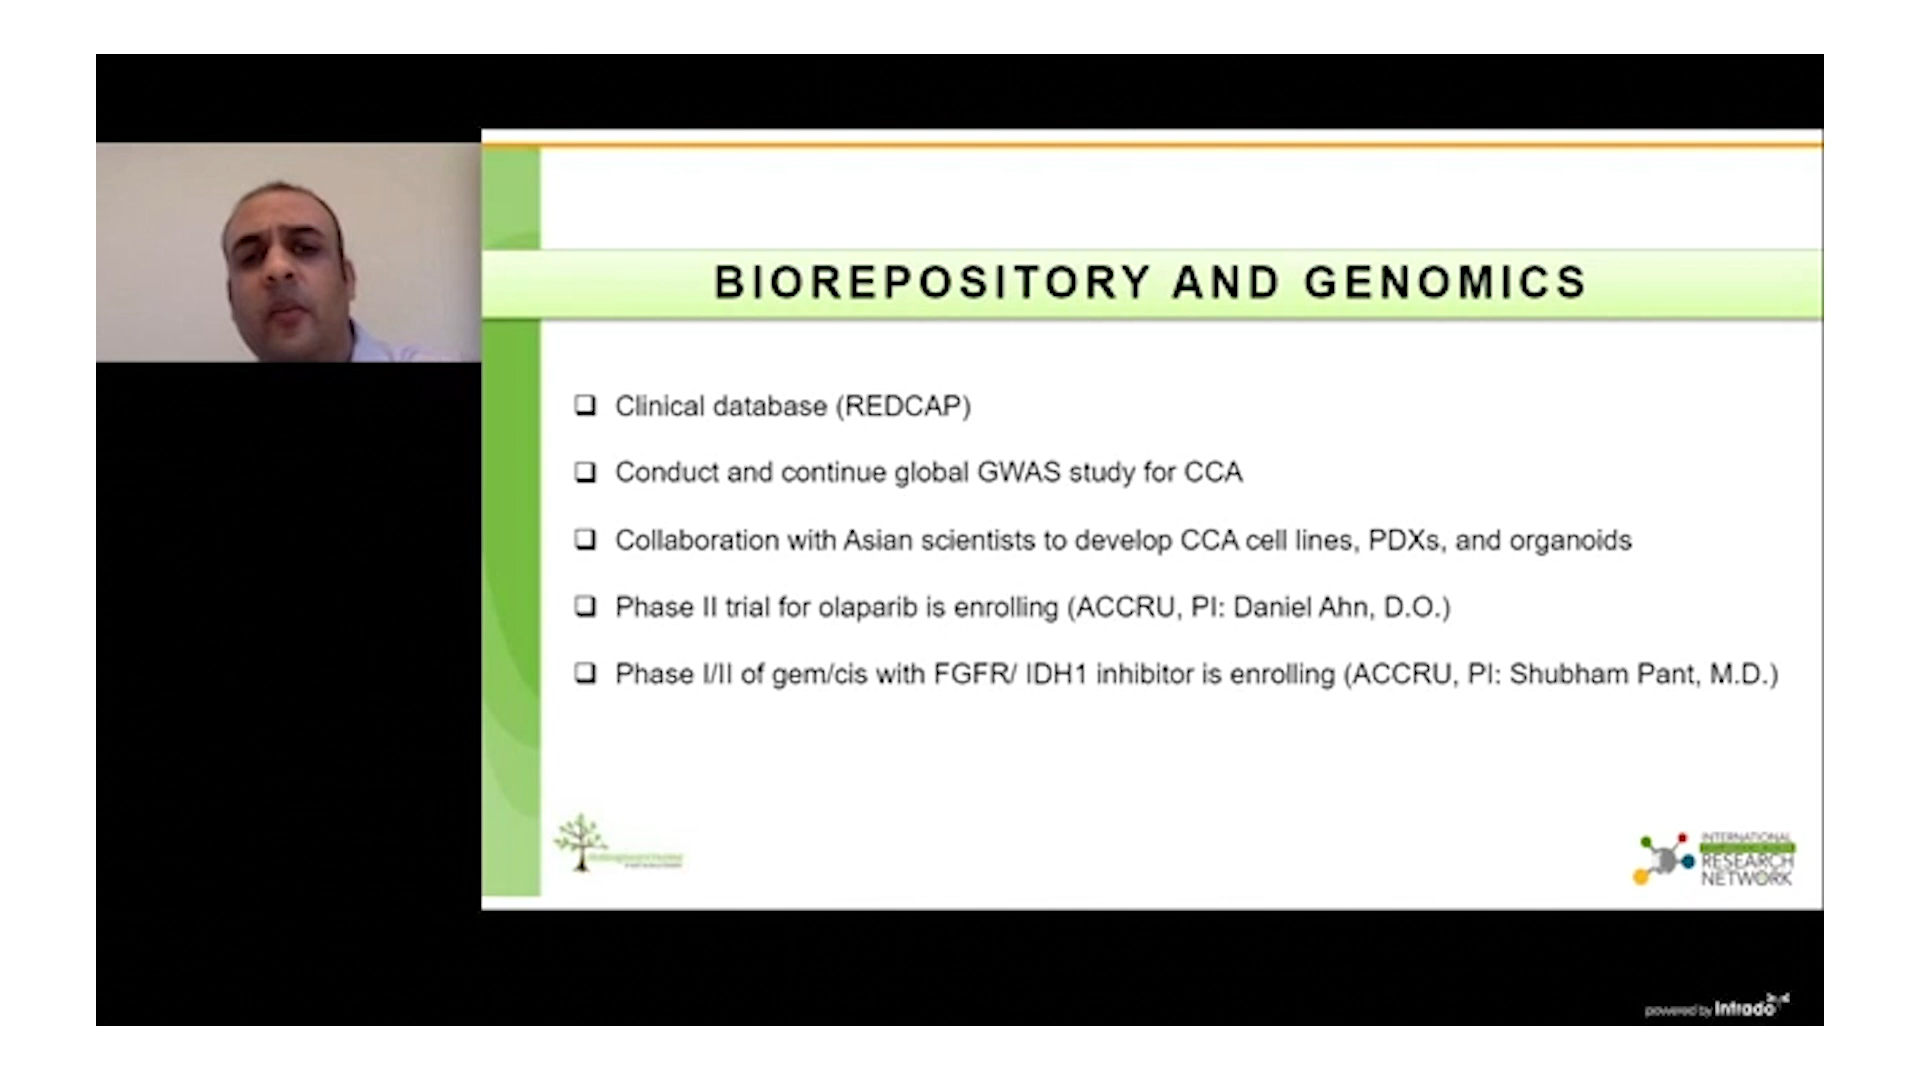 BIOREPOSITORY AND GENOMICS
Clinical database (REDCAP)
Conduct and continue global GWAS study for CCA
Collaboration with Asian scientists to develop CCA cell lines, PDXs, and organoids
Phase II trial for olaparib is enrolling (ACCRU, PI: Daniel Ahn, D.O.)
Phase I/II of gem/cis with FGFR/ IDH1 inhibitor is enrolling (ACCRU, PI: Shubham Pant, M.D.)
INTERNATIONAL
RESEARCH
NETWORK
powered by Intrado